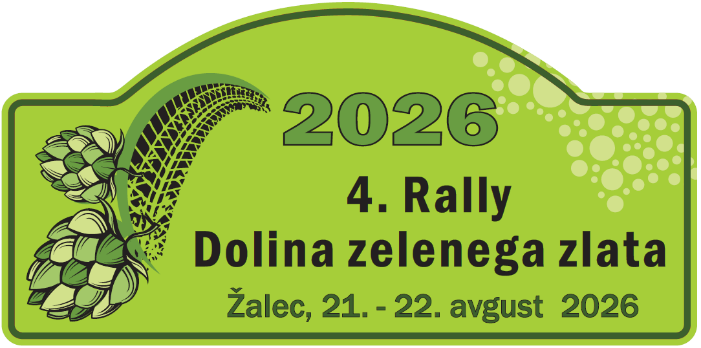 2026
4. Rally
Dolina zelenega zlata
Žalec, 21. - 22. avgust 2026